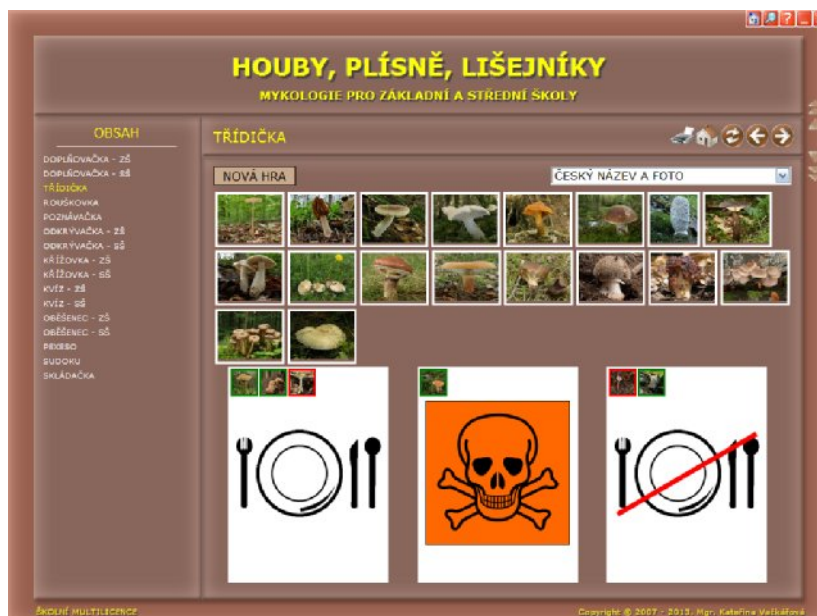 HOUBY, PLÍSNĚ, LIŠEJNÍKY
MYKOLOGIE PRO ZÁKLADNÍ A STŘEDNÍ ŠKOLY
OBSAH
DOPLŇOVAČKA - ZŠ
DOPLŇOVAČKA - SŠ
TŘÍDIČKA
ROUŠKOVKA
POZNÁVAČKA
ODKRÝVAČKA - ZŠ
ODKRÝVAČKA - SŠ
KŘÍŽOVKA - ZŠ
KŘÍŽOVKA - SŠ
KVÍZ - ZŠ
KVÍZ - SŠ
OBĚŠENEC - ZŠ
OBĚŠENEC - SŠ
PEXESO
SUDOKU
SKLÁDAČKA
TŘÍDIČKA
NOVÁ HRA
ČESKÝ NÁZEV A FOTO
ŠKOLNÍ MULTILICENCE
Copyright © 2007 - 2013, Mgr. Kateřina